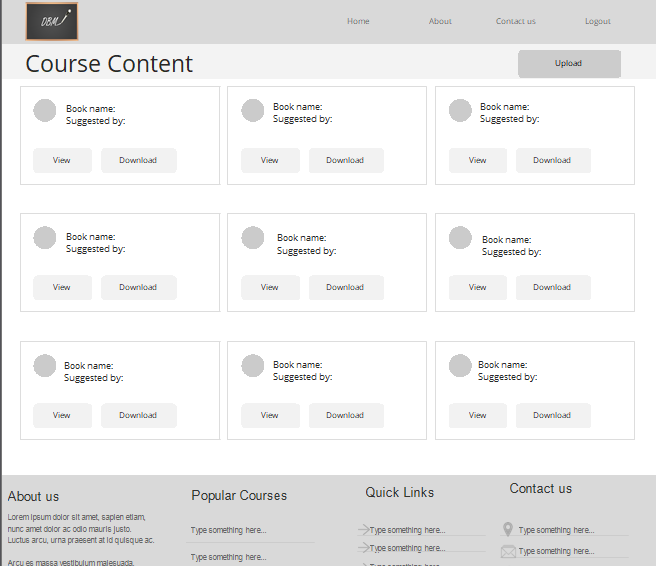 DBMJ
Home About Contact us Logout
Course Content
Upload
Book name: Book name: Book name:
Suggested by: Suggested by: Suggested by:
View Download View Download View Download
Book name: Book name: Book name:
Suggested by: Suggested by: Suggested by:
View Download View Download View Download
Book name: Book name: Book name:
Suggested by: Suggested by: Suggested by:
View Download View Download View Download
About us
Lorem ipsum dolor sit amet, sapien etiam,
nunc amet dolor ac odio mauris justo.
Luctus arcu, urna praesent at id quisque ac.
Arcu es massa vestibulum malesuada,
Popular Courses
Type something here...
Type something here...
Quick Links
Type something here...
Type something here...
Contact us
Type something here...
Type something here...